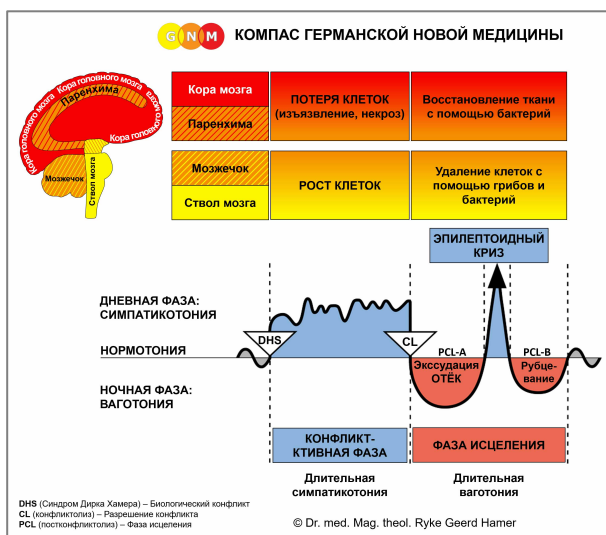 GNM КОМПАС ГЕРМАНСКОЙ НОВОЙ МЕДИЦИНЫ
Кора головного мозга
Кора головного мозга
Кора головного мозга
Паренхима
Мозжечок
Ствол мозга
Кора мозга
Паренхима
ПОТЕРЯ КЛЕТОК
(изъязвление, некроз)
Восстановление ткани
с помощью бактерий
Мозжечок
Ствол мозга
РОСТ КЛЕТОК
Удаление клеток с
помощью грибов и
бактерий
ЭПИЛЕПТОИДНЫЙ
КРИЗ
ДНЕВНАЯ ФАЗА:
СИМПАТИКОТОНИЯ
DHS
CL
НОРМОТОНИЯ
PCL-A
PCL-B
Экссудация
ОТЁК
Рубце-
вание
НОЧНАЯ ФАЗА:
ВАГОТОНИЯ
КОНФЛИКТ-
КТИВНАЯ ФАЗА
ФАЗА ИСЦЕЛЕНИЯ
Длительная
симпатикотония
Длительная
ваготония
DHS (Синдром Дирка Хамера) – Биологический конфликт
CL (конфликтолиз) – Разрешение конфликта
PCL (постконфликтолиз) – Фаза исцеления
© Dr. med. Mag. theol. Ryke Geerd Hamer